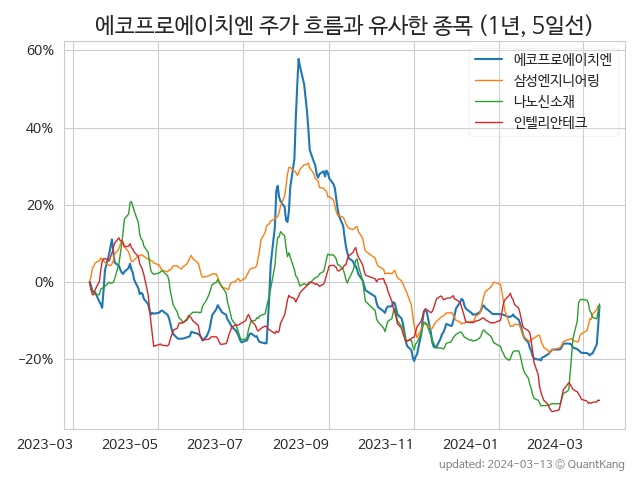 에코프로에이치엔 주가 흐름과 유사한 종목 (1년, 5일선)
60%
40%
20%
0%
−20%
에코프로에이치엔
삼성엔지니어링
나노신소재
인텔리안테크
2023-03 2023-05 2023-07 2023-09 2023-11 2024-01 2024-03
updated: 2024-03-13 © QuantKang